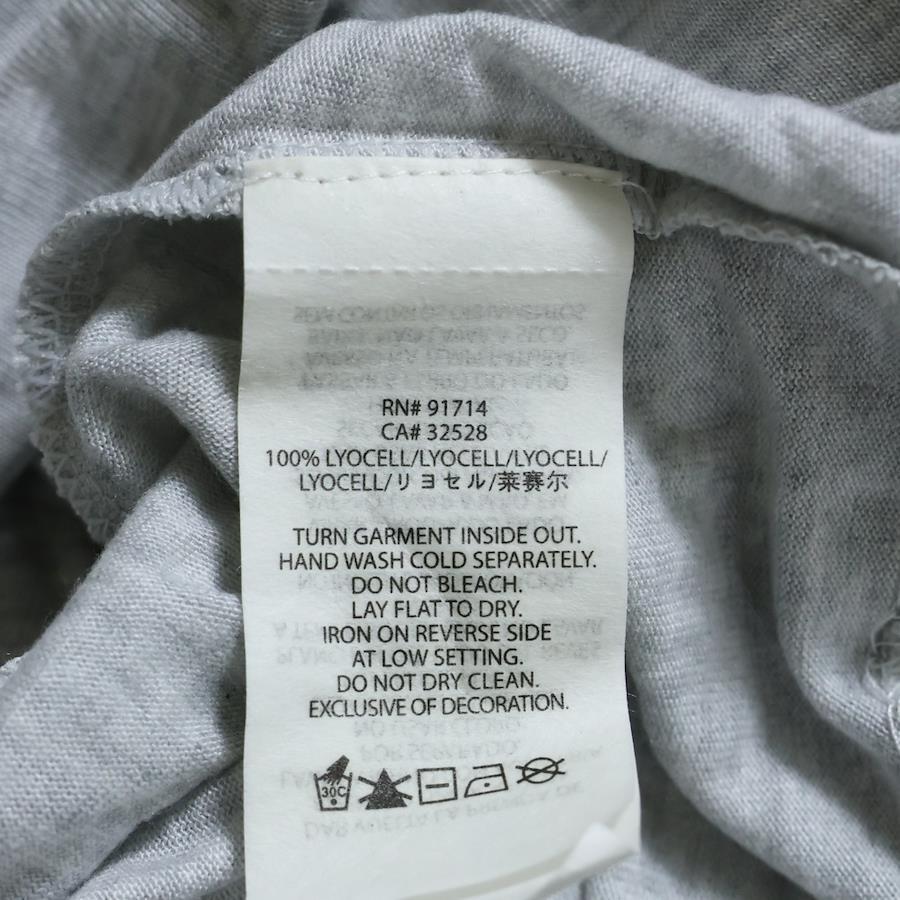 RN# 91714
CA# 32528
100% LYOCELL/LYOCELL/LYOCELL/
LYOCELL/リヨセル/莱赛尔
TURN GARMENT INSIDE OUT.
HAND WASH COLD SEPARATELY.
DO NOT BLEACH.
LAY FLAT TO DRY.
IRON ON REVERSE SIDE
AT LOW SETTING.
DO NOT DRY CLEAN.
EXCLUSIVE OF DECORATION.
30C